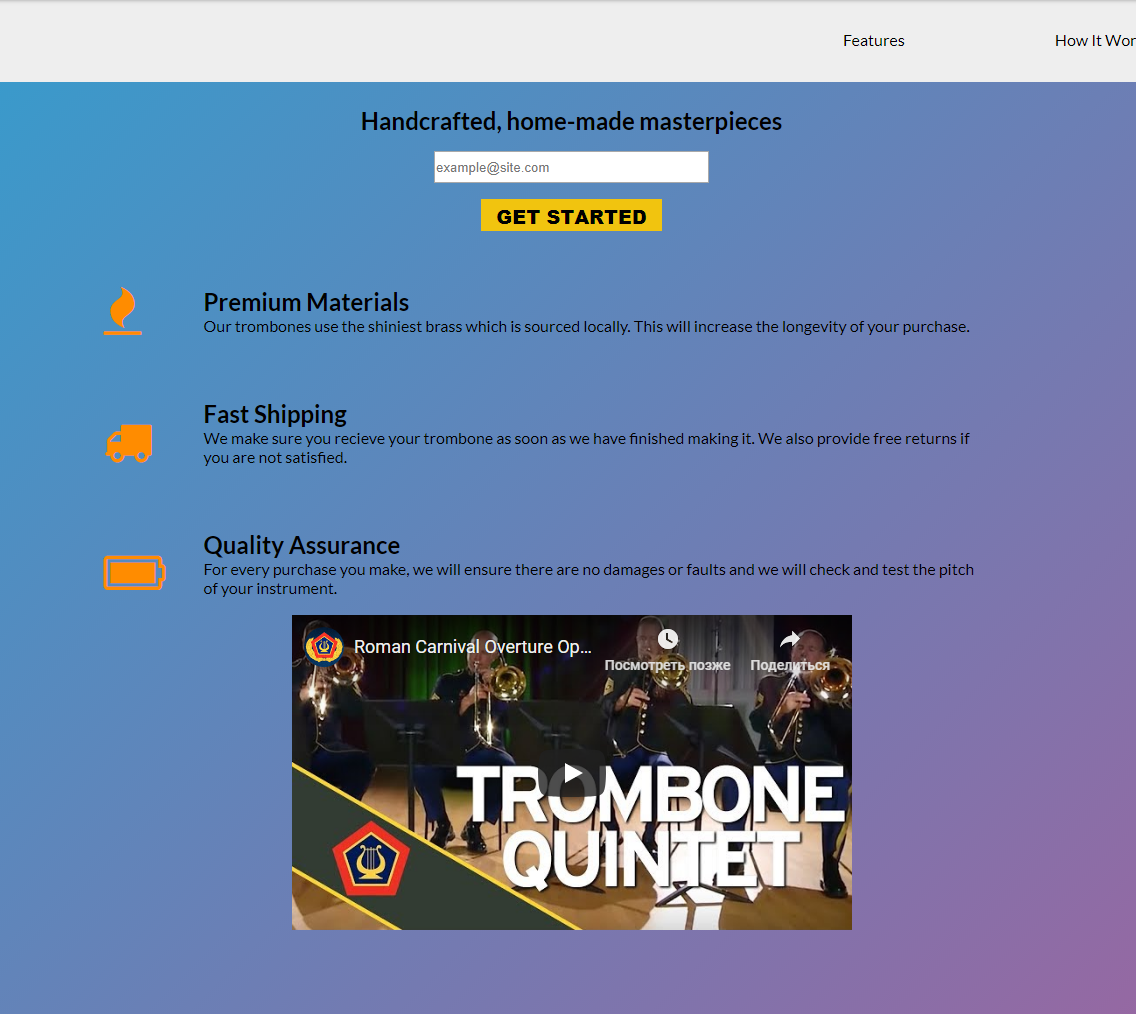 Features
How It Wor
Handcrafted, home-made masterpieces
example@site.com
GET STARTED
Premium Materials
Our trombones use the shiniest brass which is sourced locally. This will increase the longevity of your purchase.
Fast Shipping
We make sure you recieve your trombone as soon as we have finished making it. We also provide free returns if
you are not satisfied.
Quality Assurance
For every purchase you make, we will ensure there are no damages or faults and we will check and test the pitch
of your instrument.
Roman Carnival Overture Op...
Посмотреть позже
Поделиться
TROMBONE
QUINTET